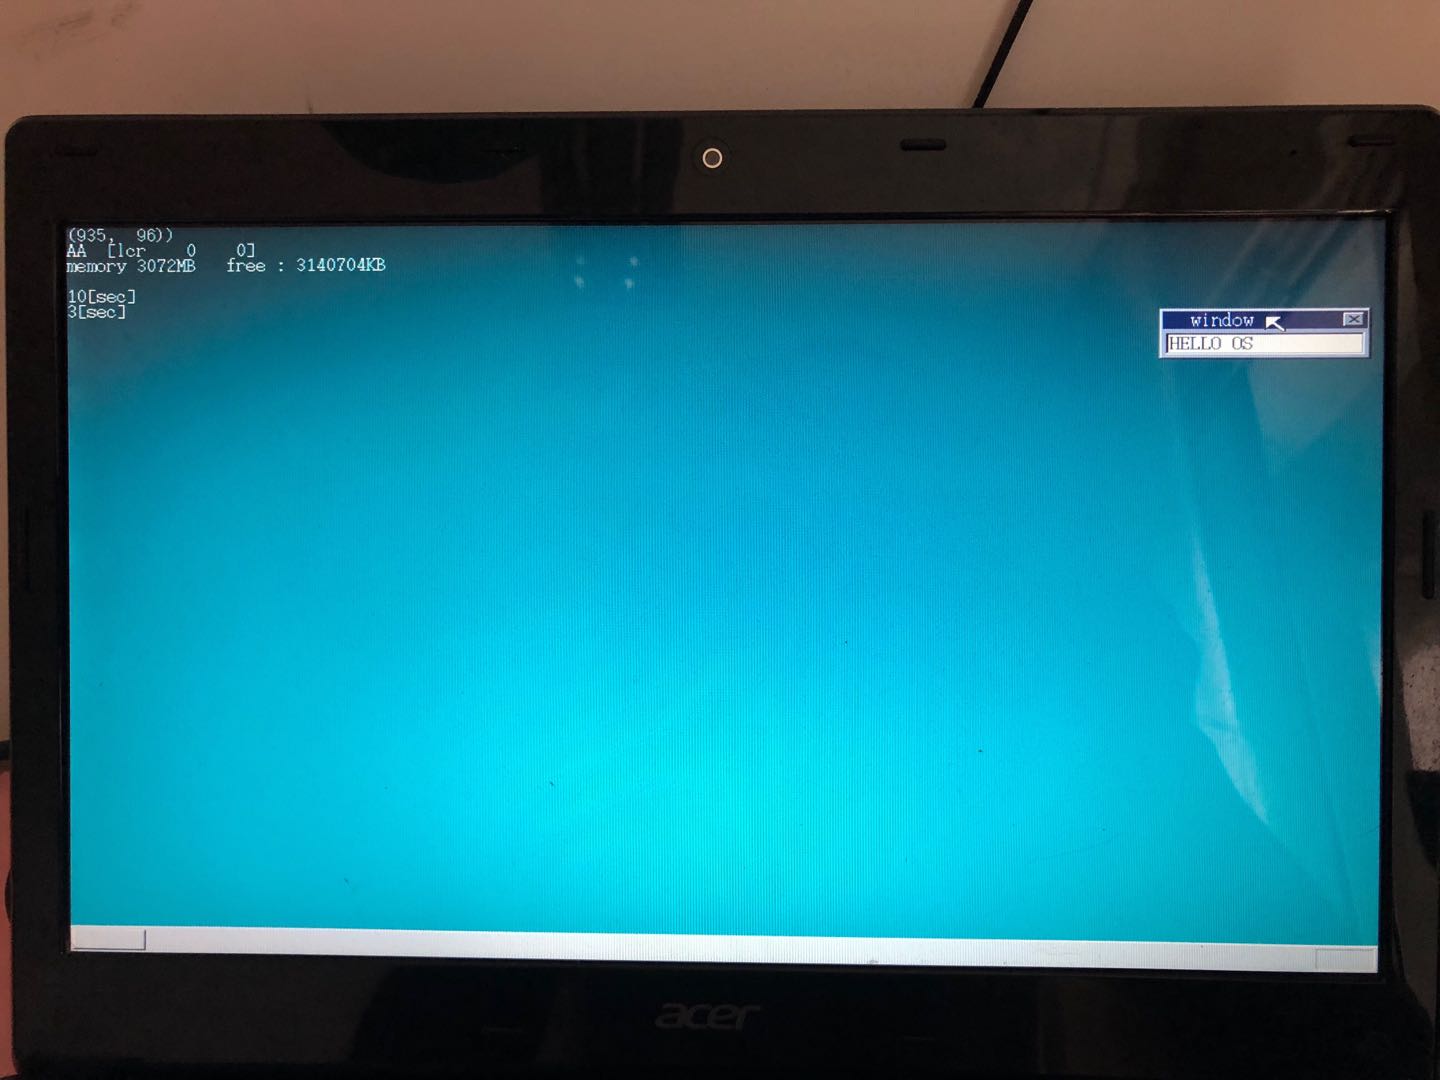 (935,  96))
AA  [lcr    0    0]
memory 3072MB   free : 3140704KB
10[sec]
3[sec]
window
HELLO OS
acer